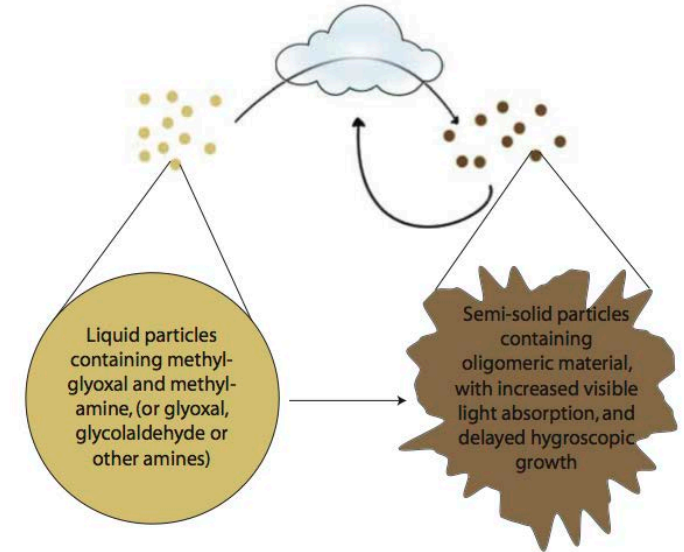 Liquid particles
containing methyl-
glyoxal and methyl-
amine, (or glyoxal,
glycolaldehyde or
other amines)
Semi-solid particles
containing
oligomeric material,
with increased visible
light absorption, and
delayed hygroscopic
growth